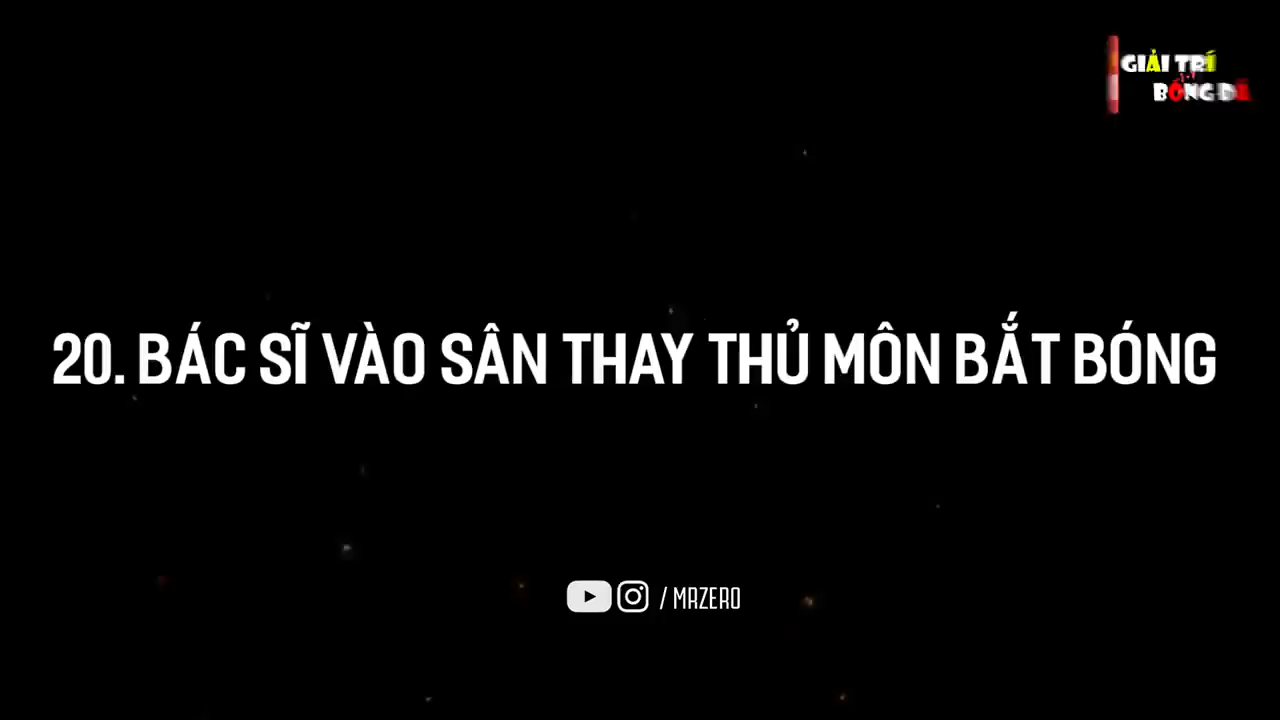 GIẢI TRÍ
BÓNG ĐÁ
20. BÁC SĨ VÀO SÂN THAY THỦ MÔN BẮT BÓNG
/ MRZERO